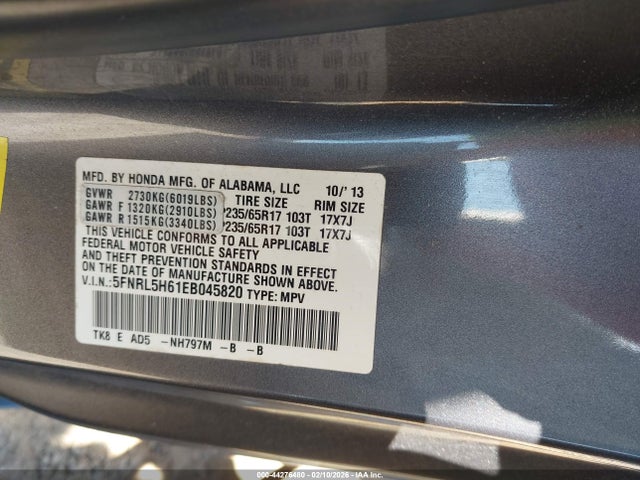 MFD. BY HONDA MFG. OF ALABAMA, LLC 10/'13
GVWR 2730KG(6019LBS) TIRE SIZE RIM SIZE
GAWR F 1320KG(2910LBS) P235/65R17 103T 17X7J
GAWR R 1515KG(3340LBS) P235/65R17 103T 17X7J
THIS VEHICLE CONFORMS TO ALL APPLICABLE
FEDERAL MOTOR VEHICLE SAFETY, BUMPER,
AND THEFT PREVENTION STANDARDS IN EFFECT
ON THE DATE OF MANUFACTURE SHOWN ABOVE.
V.I.N.:5FNRL5H61EB045820 TYPE: MPV
TK8 E AD5 -NH797M -B -B
000-44276480 - 02/10/2026 - IAA Inc.